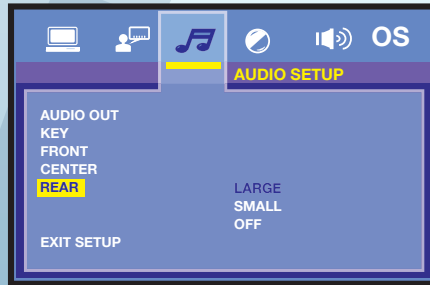 OS
AUDIO SETUP
AUDIO OUT
KEY
FRONT
CENTER
REAR
LARGE
SMALL
OFF
EXIT SETUP